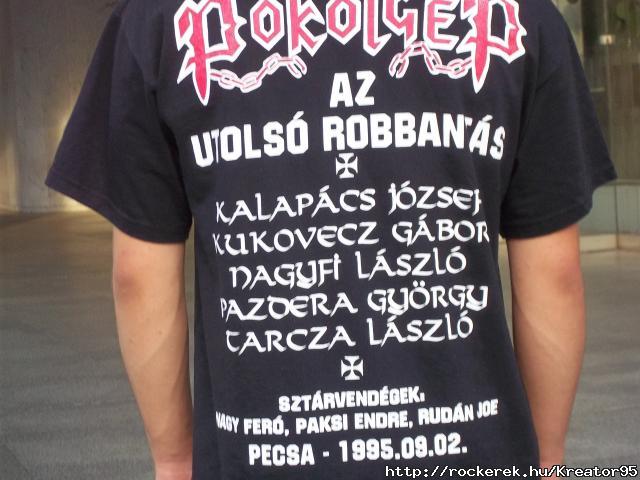 Pokolgép
AZ
UTOLSÓ ROBBANTÁS
KALAPÁCS JÓZSEF
KUKOVECZ GÁBOR
NAGYFI LÁSZLÓ
PAZDERA GYÖRGY
TARCZA LÁSZLÓ
SZTÁRVENDÉGEK:
NAGY FERÓ, PAKSI ENDRE, RUDÁN JOE
PECSA - 1995.09.02.
http://rockerek.hu/Kreator95